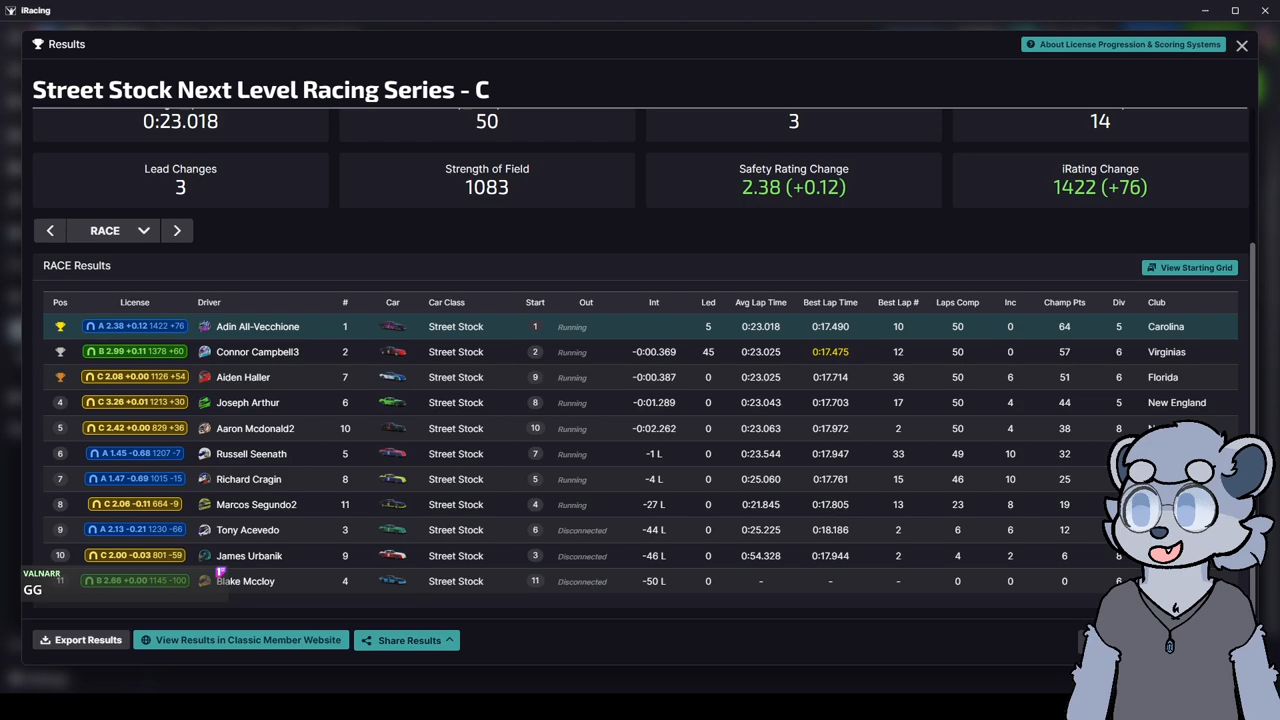 iRacing
Results
About License Progression & Scoring Systems
Street Stock Next Level Racing Series - C
0:23.018 50 3 14
Lead Changes Strength of Field Safety Rating Change iRating Change
3 1083 2.38 (+0.12) 1422 (+76)
RACE
RACE Results
View Starting Grid
Pos License Driver # Car Car Class Start Out Int Led Avg Lap Time Best Lap Time Best Lap # Laps Comp Inc Champ Pts Div Club
A 2.38 +0.12 1422 +76 Adin All-Vecchione 1 Street Stock 1 Running 5 0:23.018 0:17.490 10 50 0 64 5 Carolina
B 2.99 +0.11 1378 +60 Connor Campbell3 2 Street Stock 2 Running -0:00.369 45 0:23.025 0:17.475 12 50 0 57 6 Virginias
C 2.08 +0.00 1126 +54 Aiden Haller 7 Street Stock 9 Running -0:00.387 0 0:23.025 0:17.714 36 50 6 51 6 Florida
4 C 3.26 +0.01 1213 +30 Joseph Arthur 6 Street Stock 8 Running -0:01.289 0 0:23.043 0:17.703 17 50 4 44 5 New England
5 C 2.42 +0.00 829 +36 Aaron Mcdonald2 10 Street Stock 10 Running -0:02.262 0 0:23.063 0:17.972 2 50 4 38 8
6 A 1.45 -0.68 1207 -7 Russell Seenath 5 Street Stock 7 Running -1 L 0 0:23.544 0:17.947 33 49 10 32
7 A 1.47 -0.69 1015 -15 Richard Cragin 8 Street Stock 5 Running -4 L 0 0:25.060 0:17.761 15 46 10 25
8 C 2.06 -0.11 664 -9 Marcos Segundo2 11 Street Stock 4 Running -27 L 0 0:21.845 0:17.805 13 23 8 19
9 A 2.13 -0.21 1230 -66 Tony Acevedo 3 Street Stock 6 Disconnected -44 L 0 0:25.225 0:18.186 2 6 6 12
10 C 2.00 -0.03 801 -59 James Urbanik 9 Street Stock 3 Disconnected -46 L 0 0:54.328 0:17.944 2 4 2 6
11 B 2.86 +0.00 1145 -100 Blake Mccloy 4 Street Stock 11 Disconnected -50 L 0 - - 0 0 0 0 6
VALNARR
GG
Export Results View Results in Classic Member Website Share Results